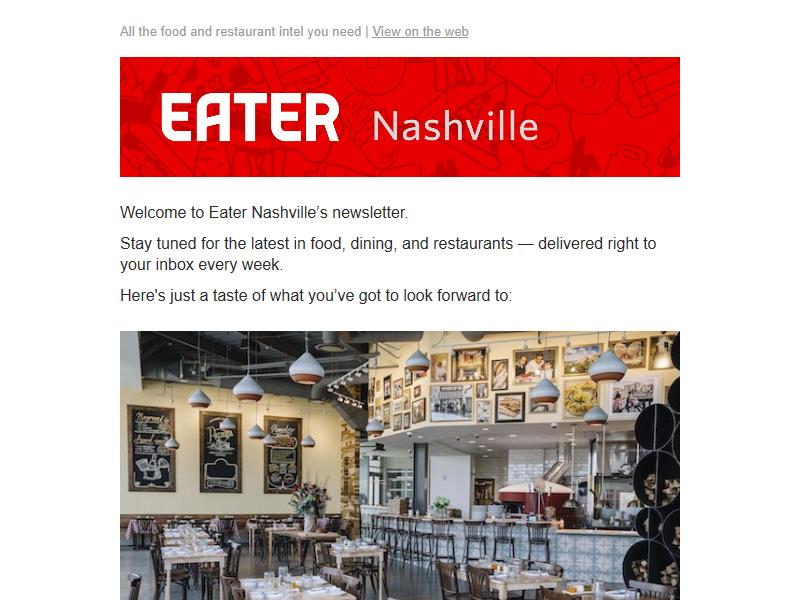 All the food and restaurant intel you need | View on the web
EATER Nashville
Welcome to Eater Nashville’s newsletter.
Stay tuned for the latest in food, dining, and restaurants — delivered right to
your inbox every week.
Here's just a taste of what you’ve got to look forward to: